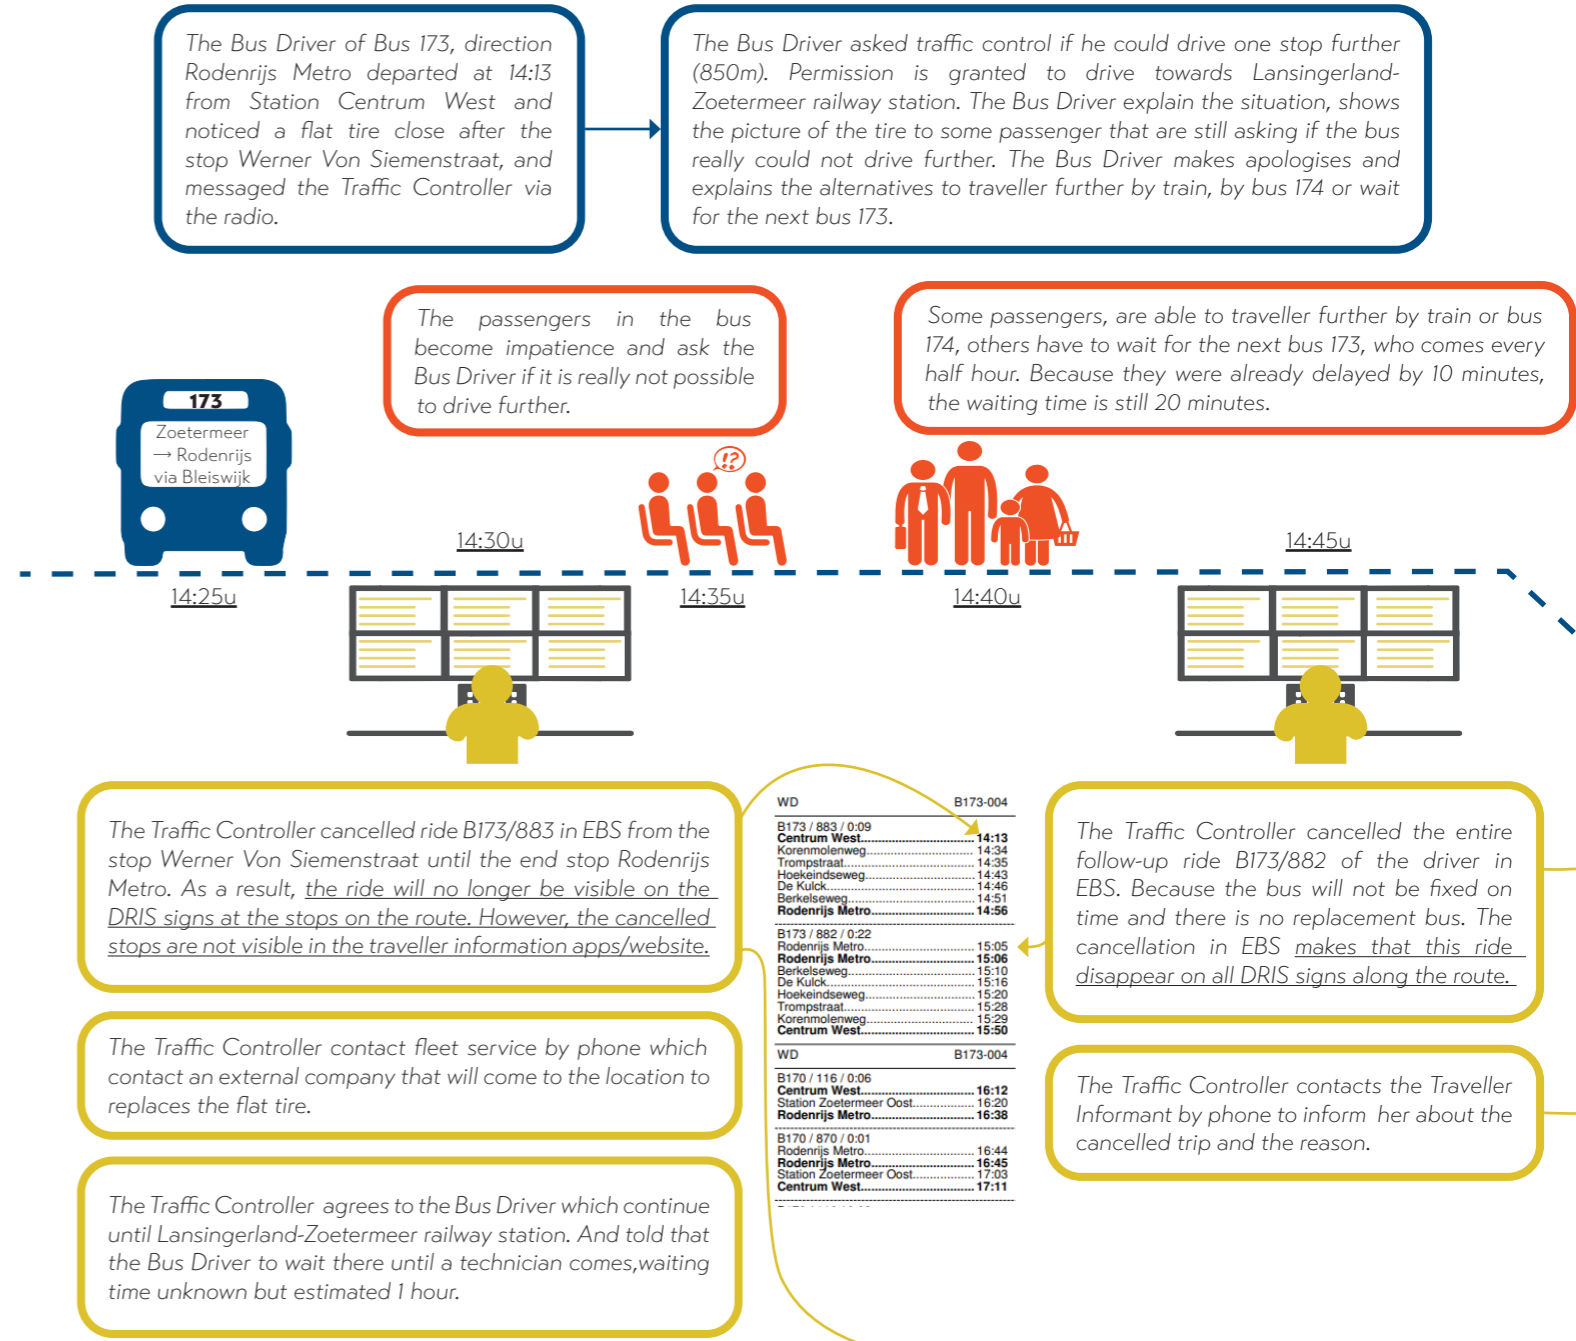 The Bus Driver of Bus 173, direction
Rodenrijs Metro departed at 14:13
from Station Centrum West and
noticed a flat tire close after the
stop Werner Von Siemenstraat, and
messaged the Traffic Controller via
the radio.
The Bus Driver asked traffic control if he could drive one stop further
(850m). Permission is granted to drive towards Lansingerland-
Zoetermeer railway station. The Bus Driver explain the situation, shows
the picture of the tire to some passenger that are still asking if the bus
really could not drive further. The Bus Driver makes apologises and
explains the alternatives to traveller further by train, by bus 174 or wait
for the next bus 173.
The passengers in the bus
become impatience and ask the
Bus Driver if it is really not possible
to drive further.
Some passengers, are able to traveller further by train or bus
174, others have to wait for the next bus 173, who comes every
half hour. Because they were already delayed by 10 minutes,
the waiting time is still 20 minutes.
173
Zoetermeer
→ Rodenrijs
via Bleiswijk
!?
14:30u
14:45u
14:25u
14:35u
14:40u
The Traffic Controller cancelled ride B173/883 in EBS from the
stop Werner Von Siemenstraat until the end stop Rodenrijs
Metro. As a result, the ride will no longer be visible on the
DRIS signs at the stops on the route. However, the cancelled
stops are not visible in the traveller information apps/website.
The Traffic Controller contact fleet service by phone which
contact an external company that will come to the location to
replaces the flat tire.
The Traffic Controller agrees to the Bus Driver which continue
until Lansingerland-Zoetermeer railway station. And told that
the Bus Driver to wait there until a technician comes,waiting
time unknown but estimated 1 hour.
WD B173-004
B173 / 883 / 0:09
Centrum West................................. 14:13
Korenmolenweg............................... 14:34
Trompstraat..................................... 14:35
Hoekeindseweg............................... 14:43
De Kulck.......................................... 14:46
Berkelseweg.................................... 14:51
Rodenrijs Metro.............................. 14:56
B173 / 882 / 0:22
Rodenrijs Metro............................... 15:05
Rodenrijs Metro.............................. 15:06
Berkelseweg.................................... 15:10
De Kulck.......................................... 15:16
Hoekeindseweg............................... 15:20
Trompstraat..................................... 15:28
Korenmolenweg............................... 15:29
Centrum West................................. 15:50
WD B173-004
B170 / 116 / 0:06
Centrum West................................. 16:12
Station Zoetermeer Oost................. 16:20
Rodenrijs Metro.............................. 16:38
B170 / 870 / 0:01
Rodenrijs Metro............................... 16:44
Rodenrijs Metro.............................. 16:45
Station Zoetermeer Oost................. 17:03
Centrum West................................. 17:11
The Traffic Controller cancelled the entire
follow-up ride B173/882 of the driver in
EBS. Because the bus will not be fixed on
time and there is no replacement bus. The
cancellation in EBS makes that this ride
disappear on all DRIS signs along the route.
The Traffic Controller contacts the Traveller
Informant by phone to inform her about the
cancelled trip and the reason.